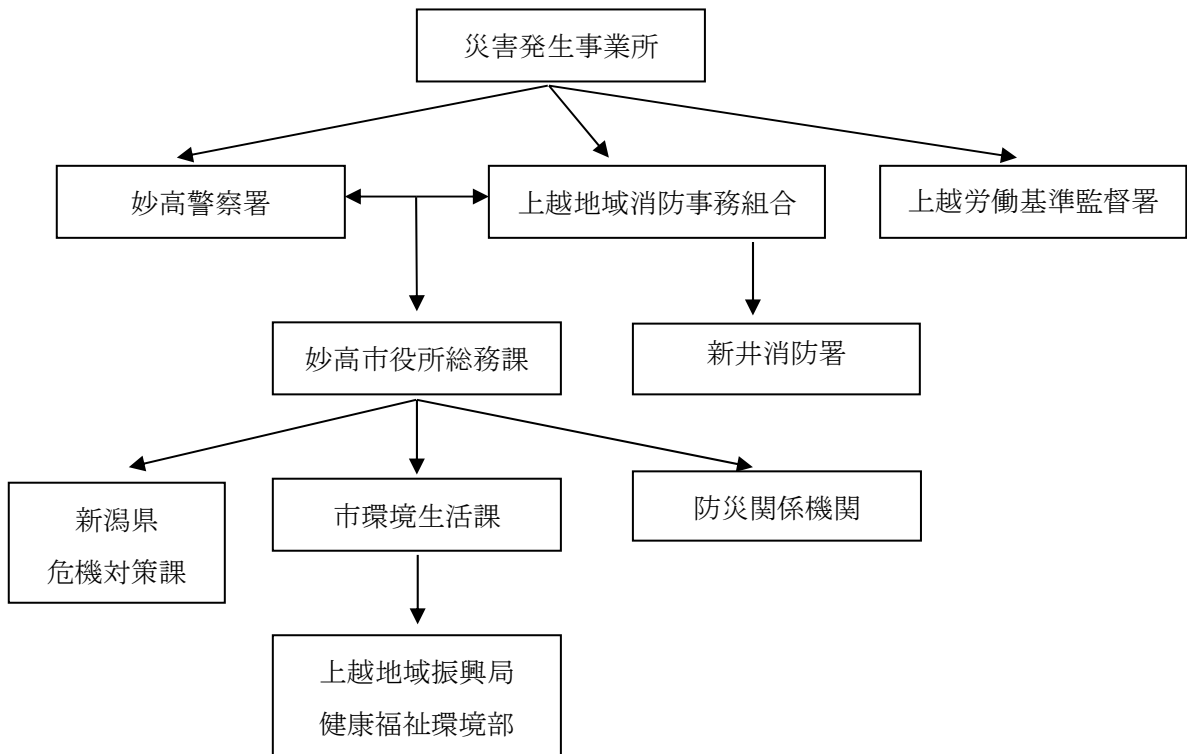 災害発生事業所
妙高警察署
上越地域消防事務組合
上越労働基準監督署
妙高市役所総務課
新井消防署
新潟県
危機対策課
市環境生活課
防災関係機関
上越地域振興局
健康福祉環境部